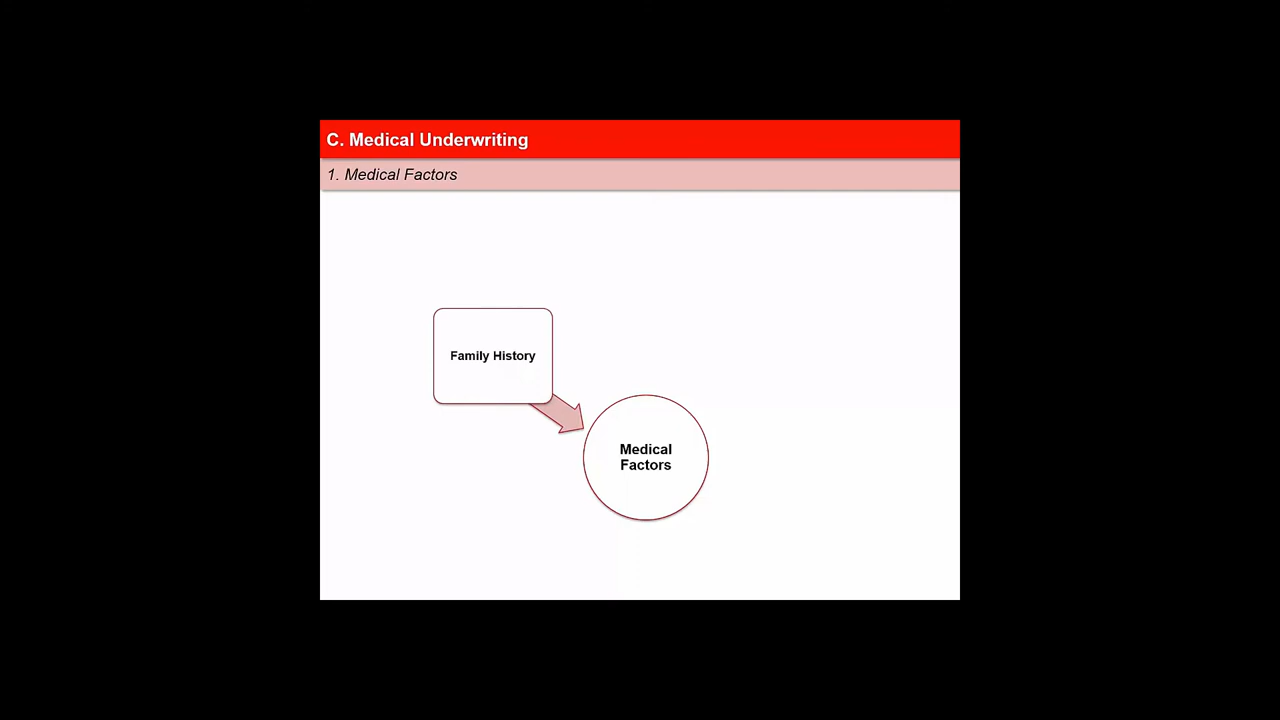 C. Medical Underwriting
1. Medical Factors
Family History
Medical
Factors